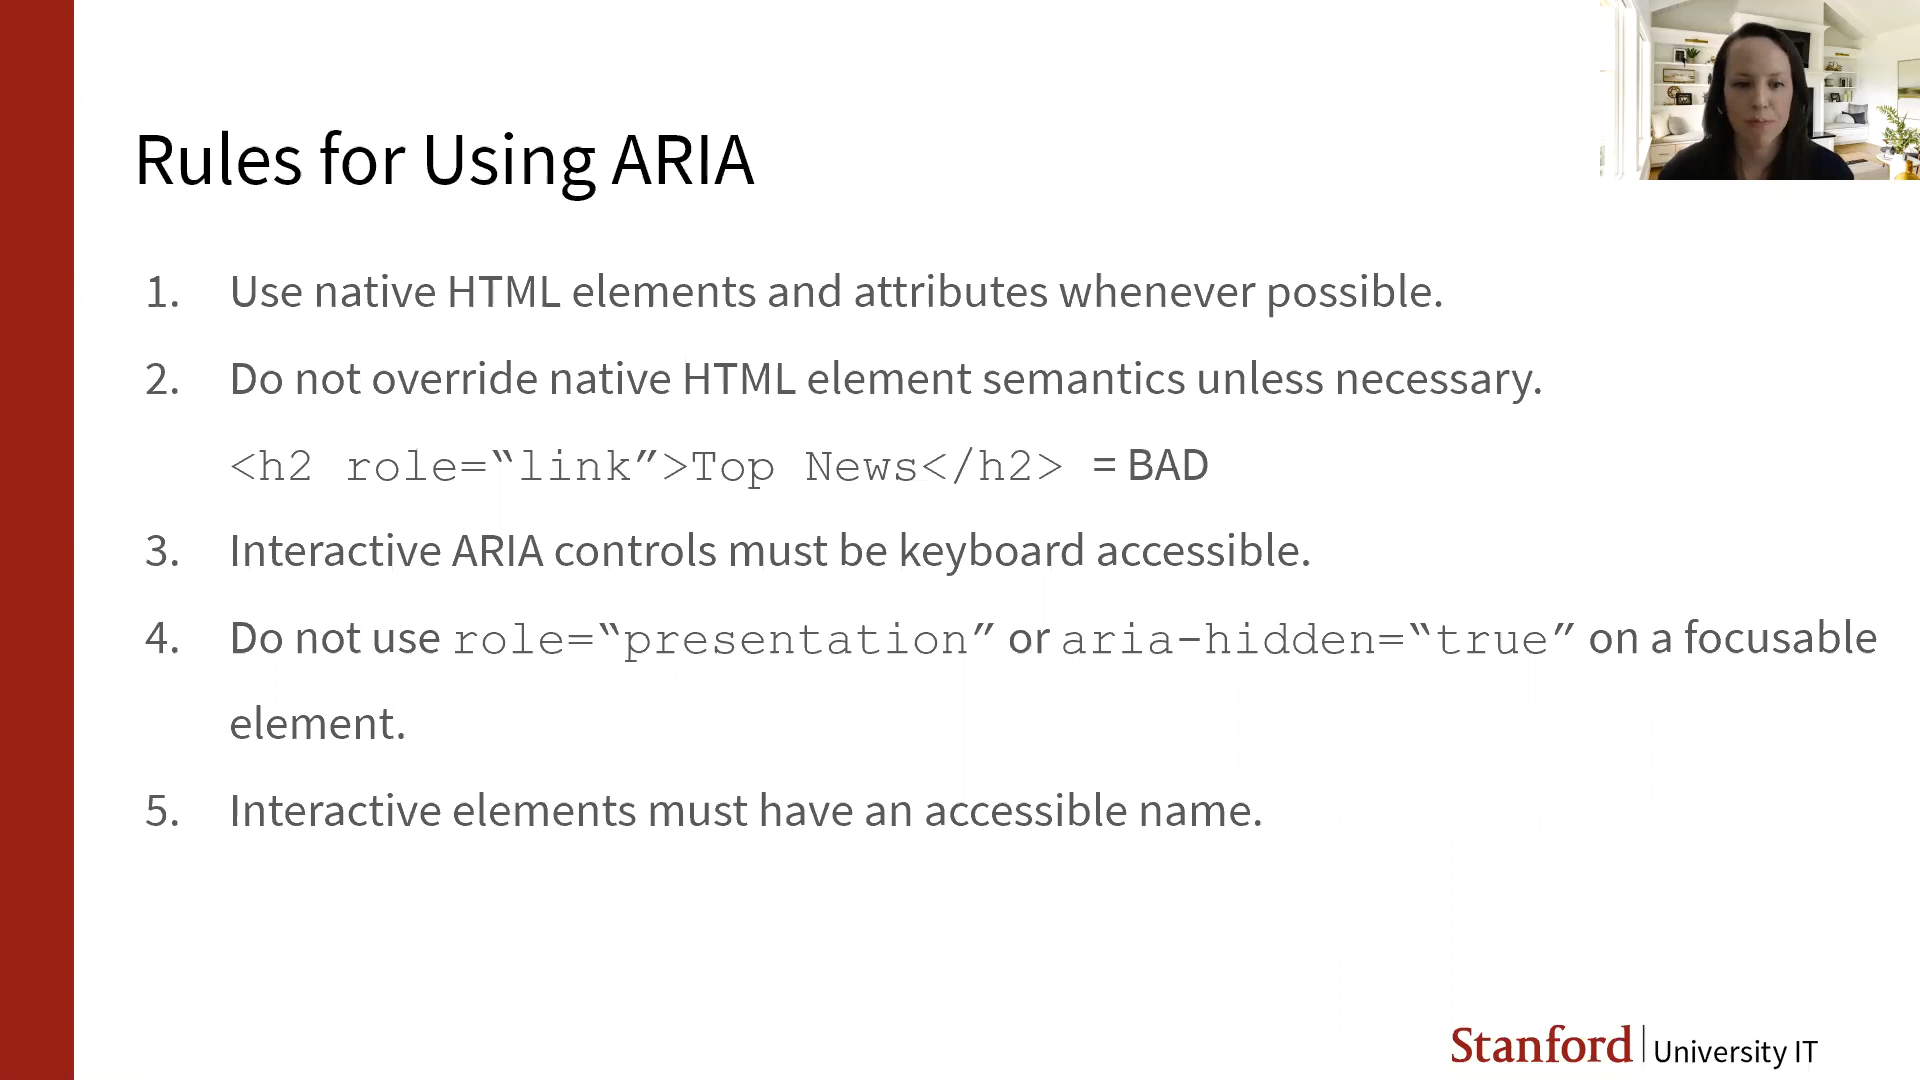 Rules for Using ARIA
1. Use native HTML elements and attributes whenever possible.
2. Do not override native HTML element semantics unless necessary.
<h2 role=“link”>Top News</h2> = BAD
3. Interactive ARIA controls must be keyboard accessible.
4. Do not use role=“presentation” or aria-hidden=“true” on a focusable
element.
5. Interactive elements must have an accessible name.
Stanford | University IT